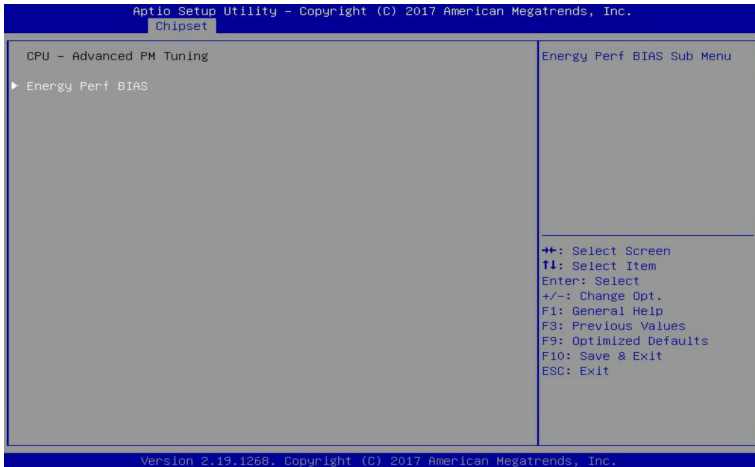 Aptio Setup Utility – Copyright (C) 2017 American Megatrends, Inc.
Chipset
CPU – Advanced PM Tuning
Energy Perf BIAS
Energy Perf BIAS Sub Menu
→←: Select Screen
↑↓: Select Item
Enter: Select
+/-: Change Opt.
F1: General Help
F3: Previous Values
F9: Optimized Defaults
F10: Save & Exit
ESC: Exit
Version 2.19.1268. Copyright (C) 2017 American Megatrends, Inc.